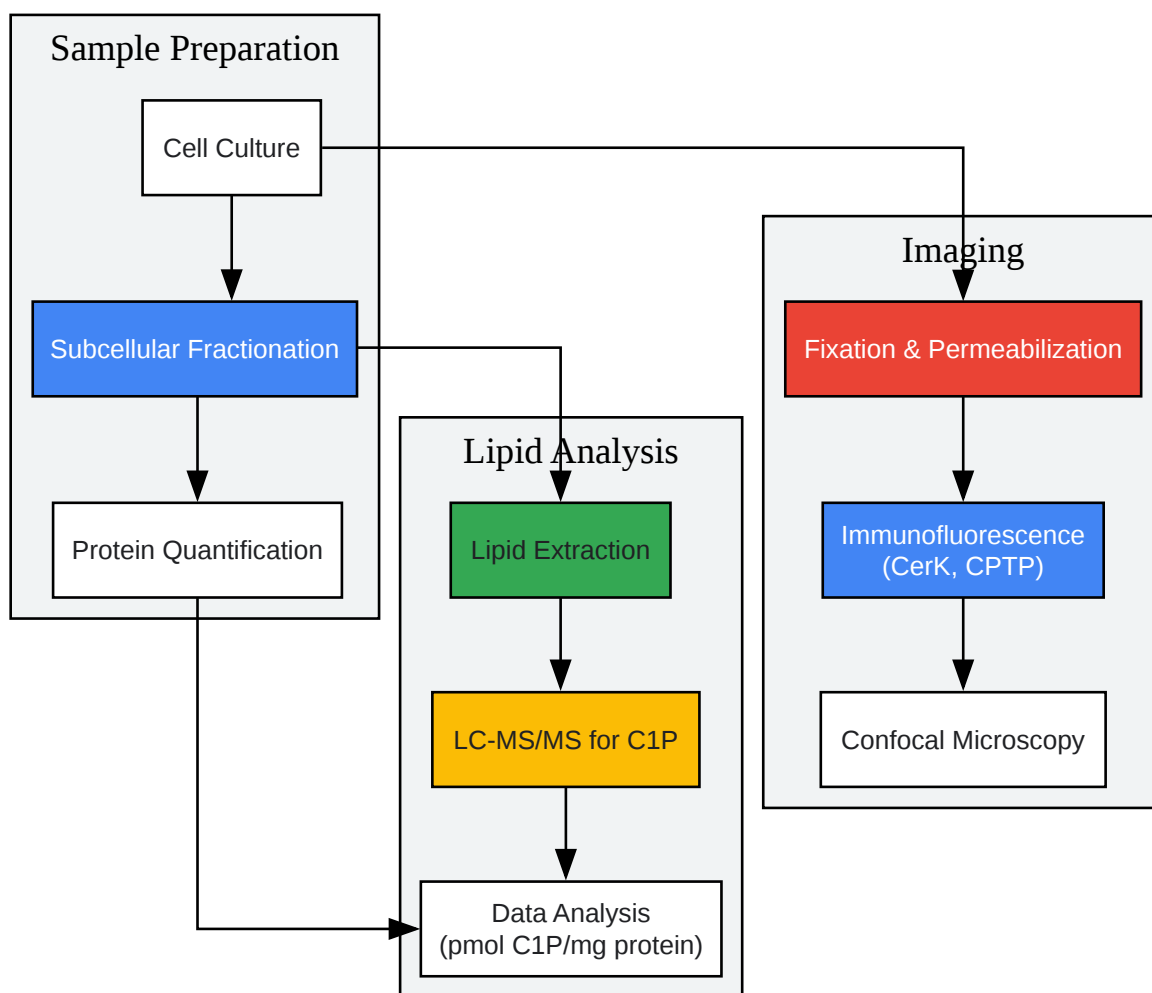 Sample Preparation
Cell Culture
Subcellular Fractionation
Protein Quantification
Lipid Analysis
Lipid Extraction
LC-MS/MS for C1P
Data Analysis
(pmol C1P/mg protein)
Imaging
Fixation & Permeabilization
Immunofluorescence
(CerK, CPTP)
Confocal Microscopy